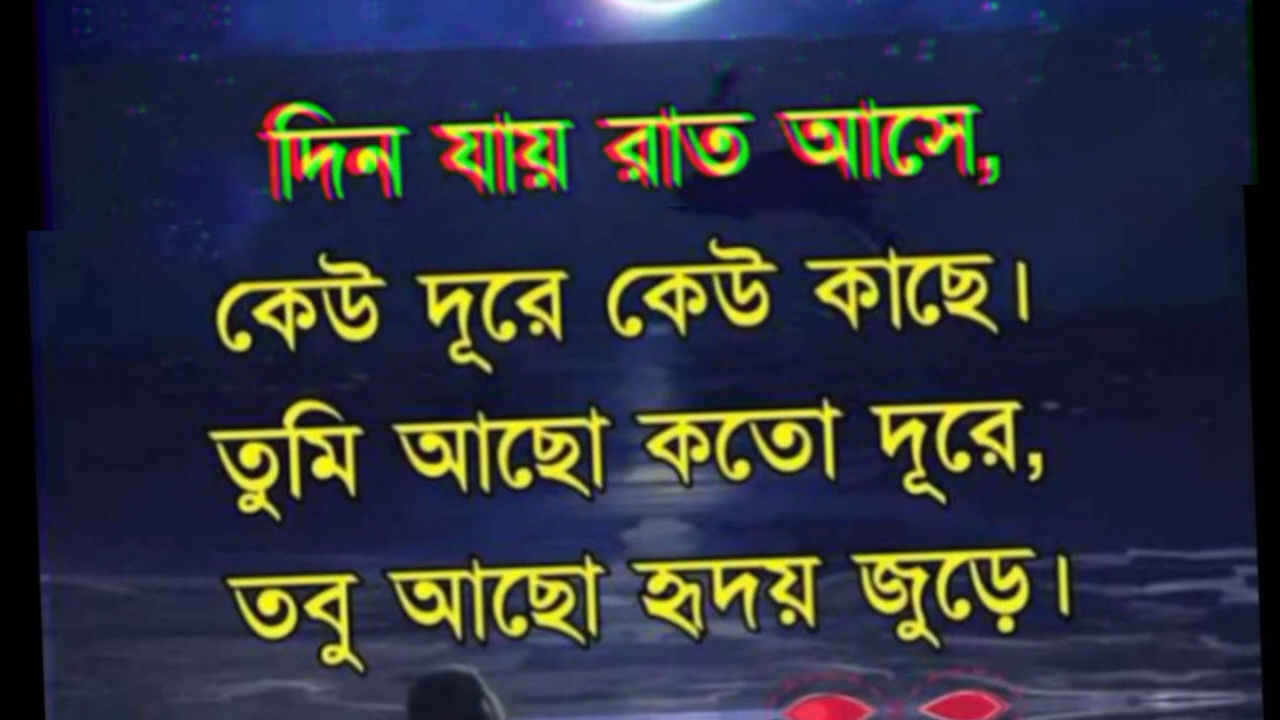 দিন যায় রাত আসে,
কেউ দূরে কেউ কাছে।
তুমি আছো কতো দূরে,
তবু আছো হৃদয় জুড়ে।